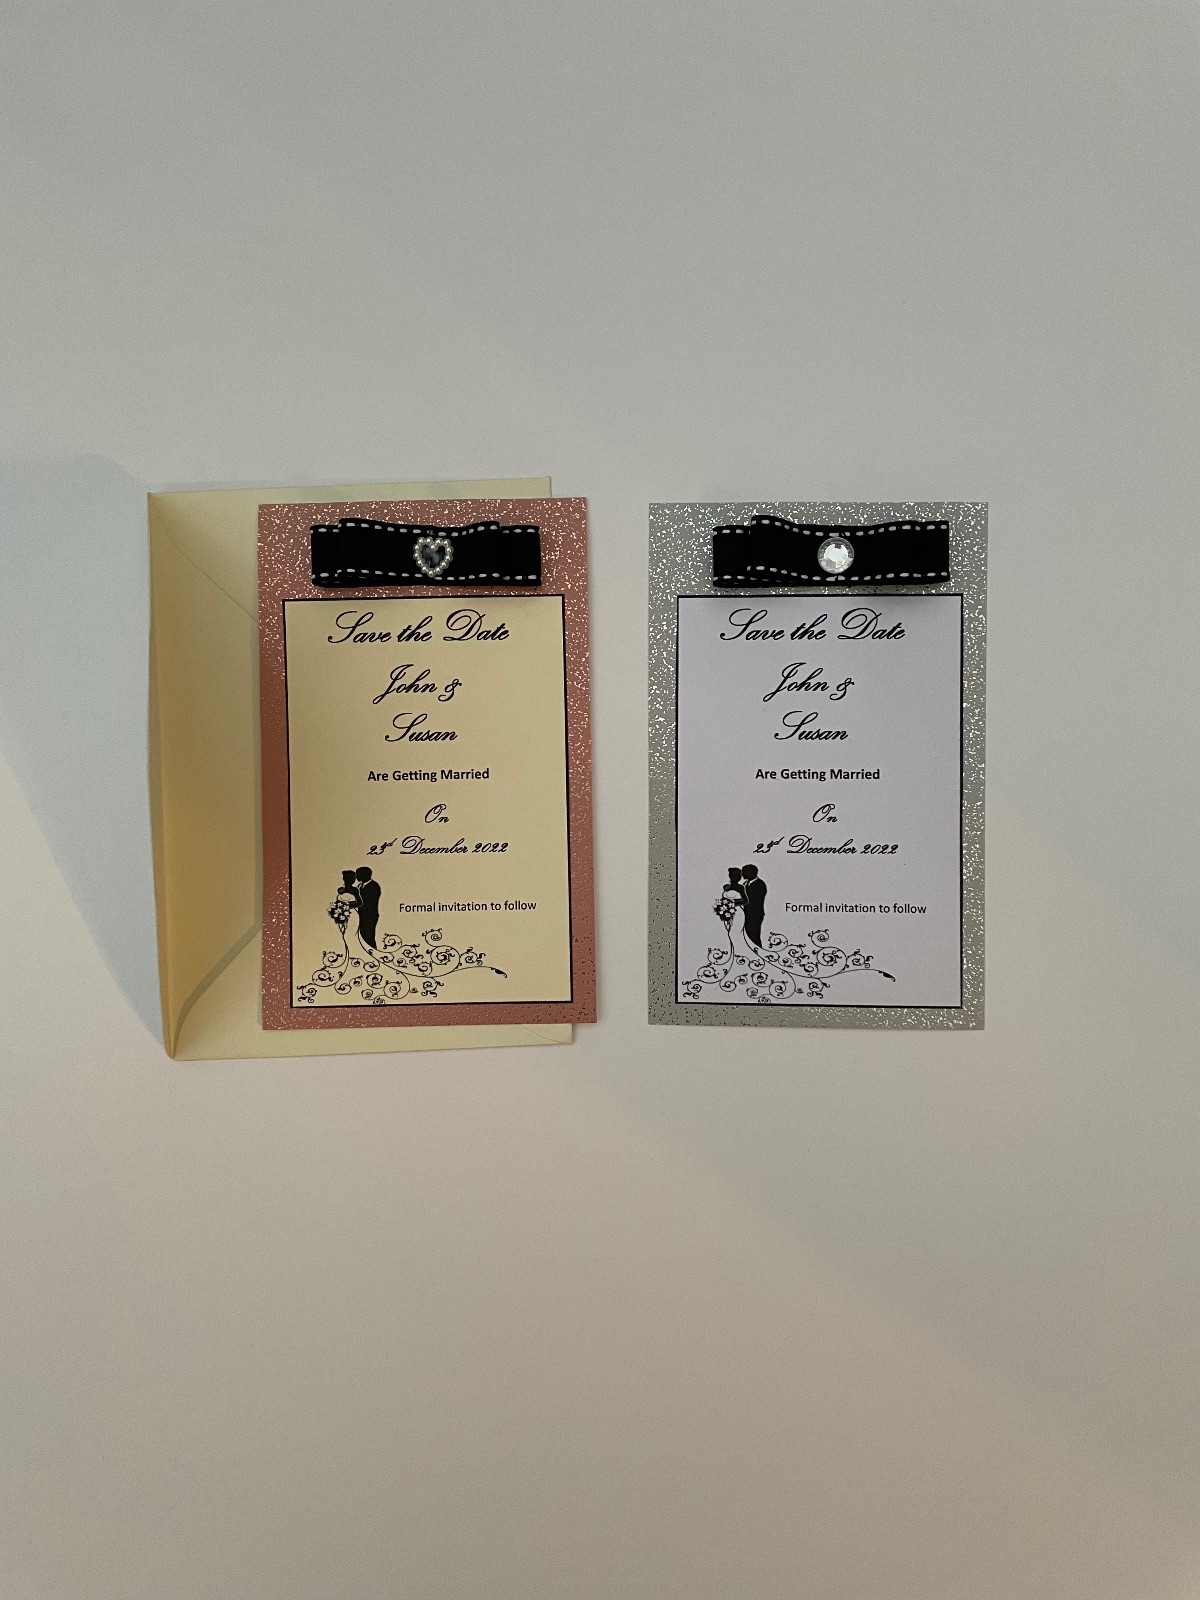 Save the Date
John &
Susan
Are Getting Married
On
23rd December 2022
Formal invitation to follow
Save the Date
John &
Susan
Are Getting Married
On
23rd December 2022
Formal invitation to follow